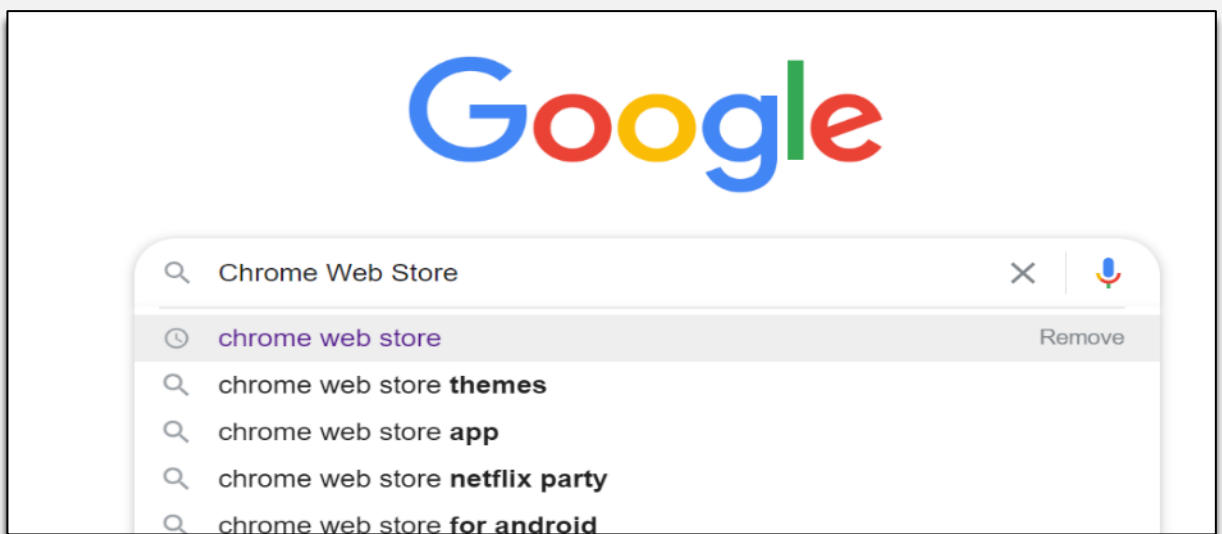 Google
Chrome Web Store
chrome web store Remove
chrome web store themes
chrome web store app
chrome web store netflix party
chrome web store for android